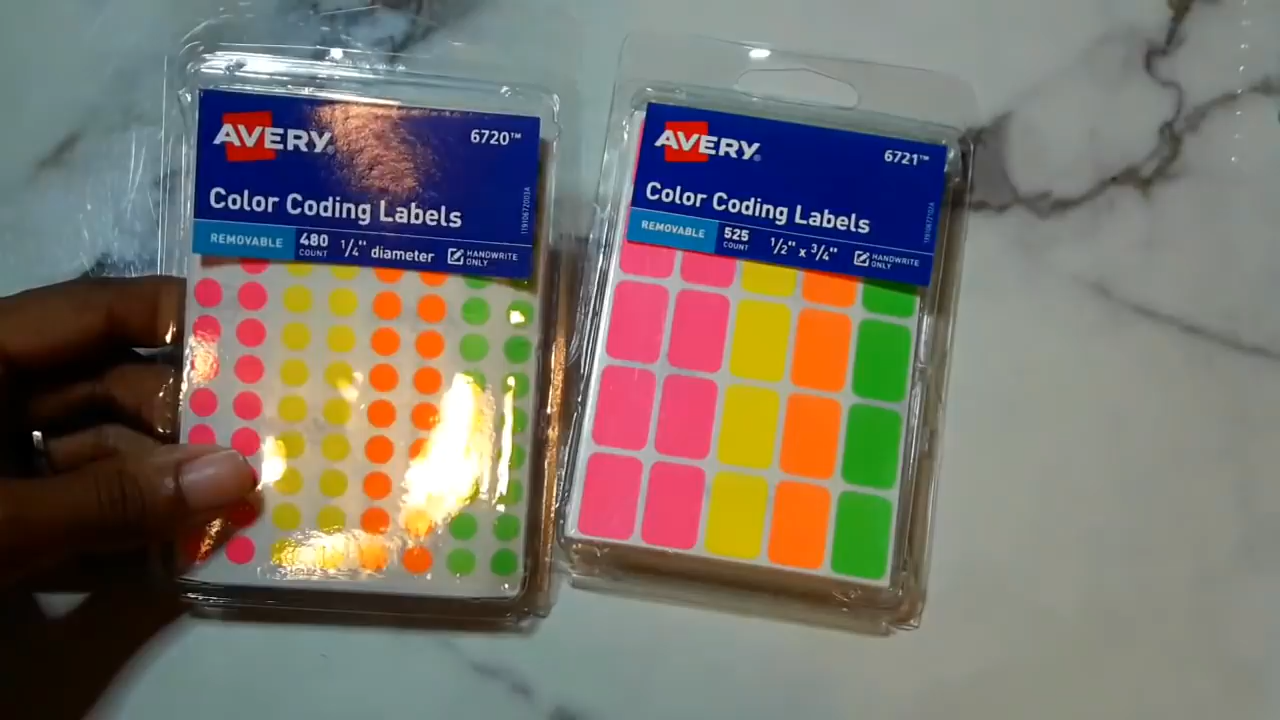 AVERY®
6720™
Color Coding Labels
REMOVABLE
480
COUNT
1/4" diameter
HANDWRITE
ONLY
AVERY®
6721™
Color Coding Labels
REMOVABLE
525
COUNT
1/2" x 3/4"
HANDWRITE
ONLY